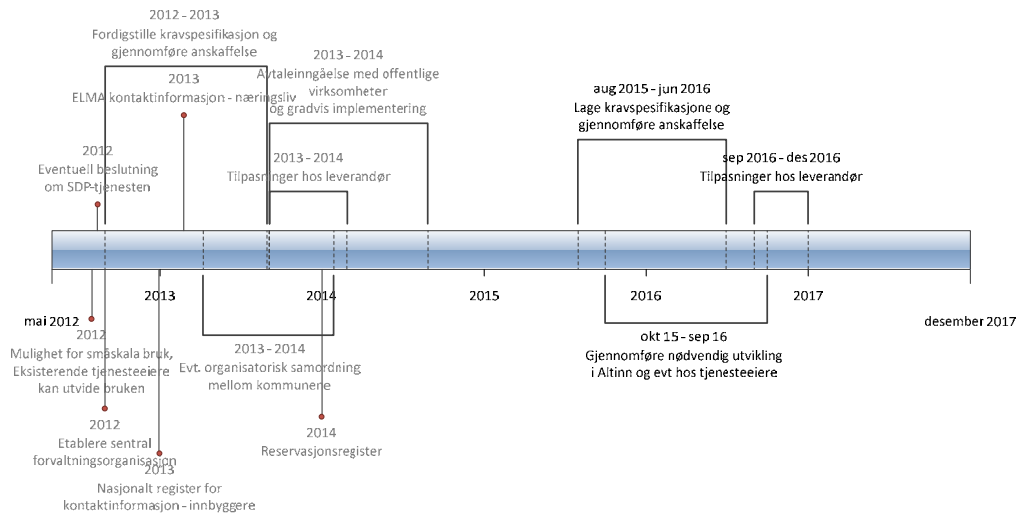 2012 - 2013
Fordigstille kravspesifikasjon og
gjennomføre anskaffelse
2013
ELMA kontaktinformasjon - næringsliv
2013 - 2014
Avtaleinngåelse med offentlige
virksomheter
og gradvis implementering
aug 2015 - jun 2016
Lage kravspesifikasjone og
gjennomføre anskaffelse
2012
Eventuell beslutning
om SDP-tjenesten
2013 - 2014
Tilpasninger hos leverandør
sep 2016 - des 2016
Tilpasninger hos leverandør
2013
2014
2015
2016
2017
mai 2012
desember 2017
2012
Mulighet for småskala bruk,
Eksisterende tjenesteeiere
kan utvide bruken
2013 - 2014
Evt. organisatorisk samordning
mellom kommunene
okt 15 - sep 16
Gjennomføre nødvendig utvikling
i Altinn og evt hos tjenesteeiere
2012
Etablere sentral
forvaltningsorganisasjon
2014
Reservasjonsregister
2013
Nasjonalt register for
kontaktinformasjon - innbyggere